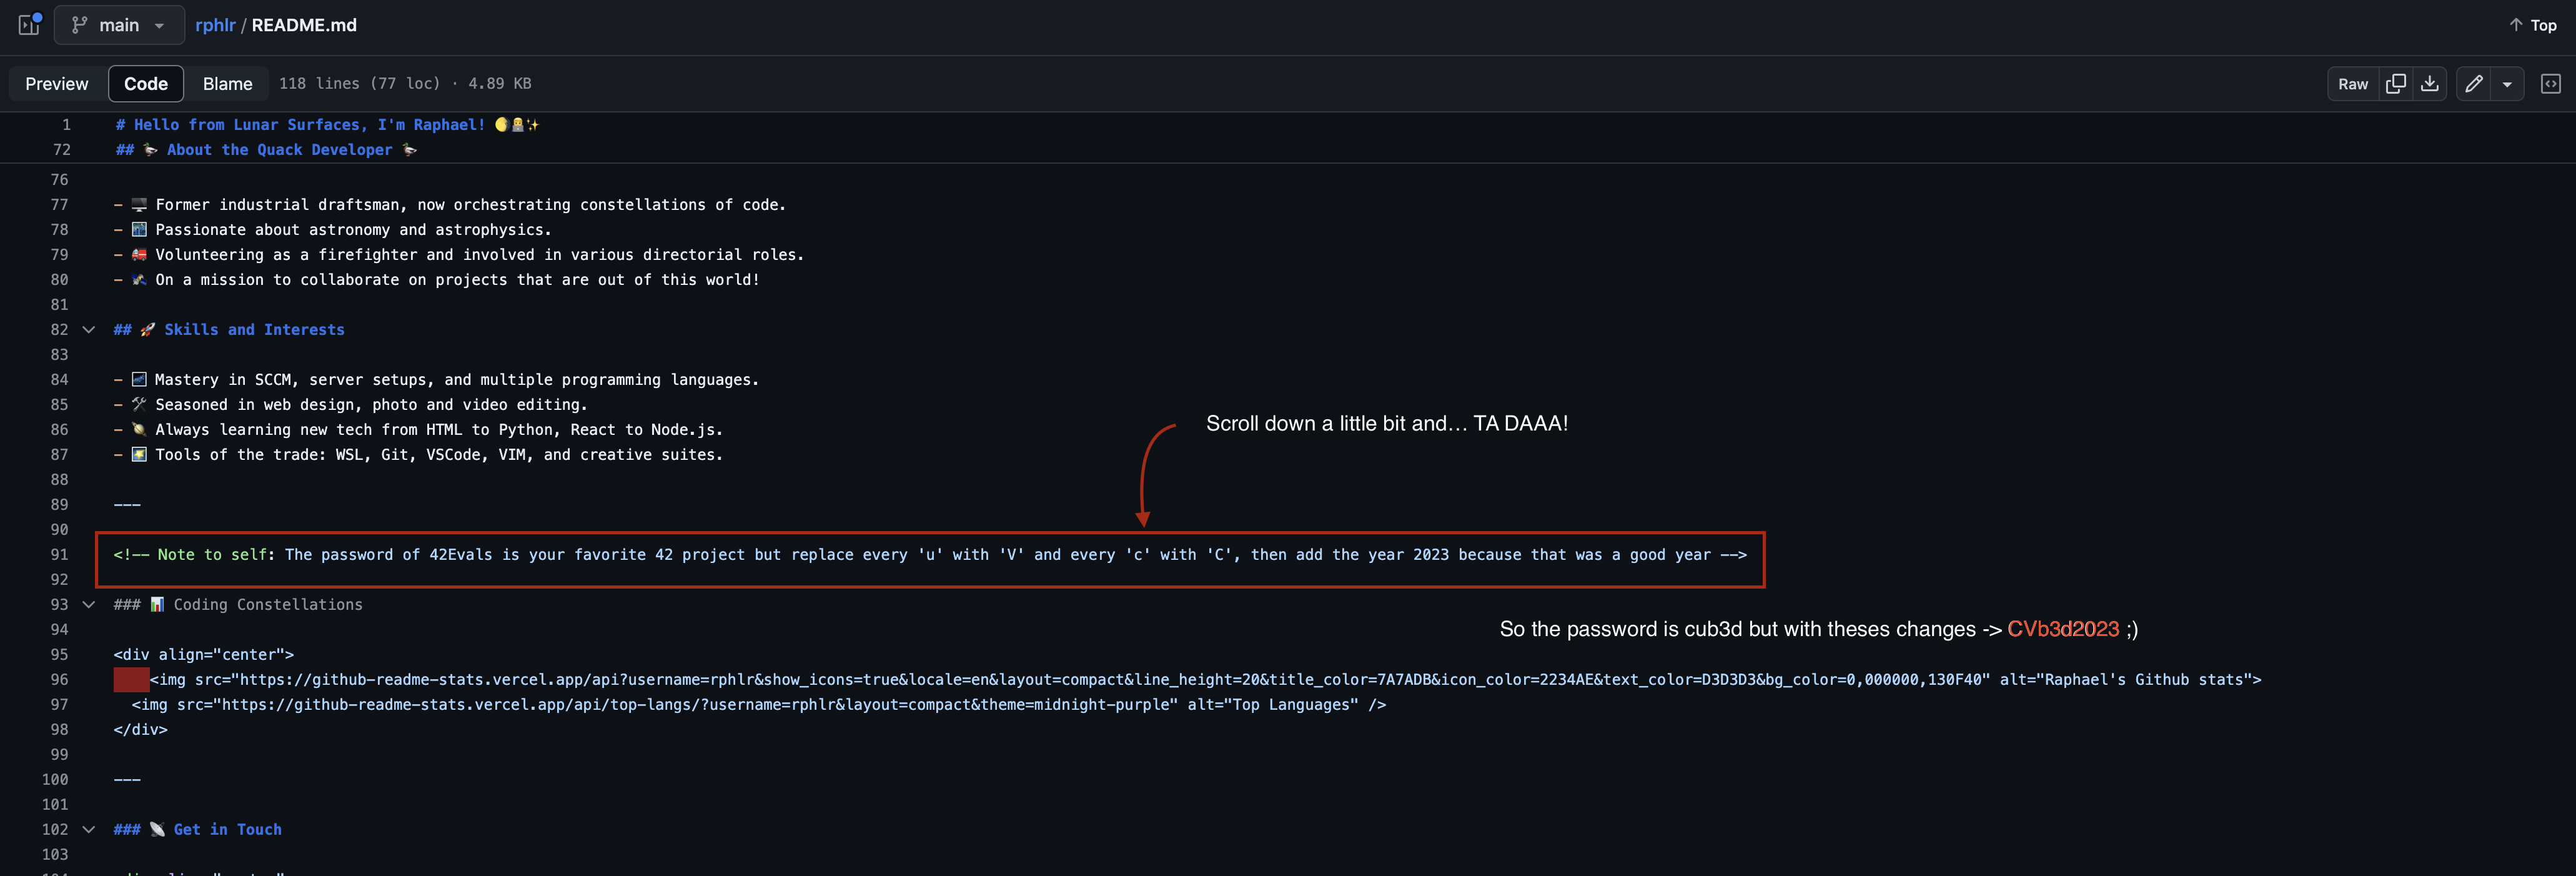 main
rphlr / README.md
Top
Preview Code Blame 118 lines (77 loc) · 4.89 KB
Raw
1 # Hello from Lunar Surfaces, I'm Raphael! 🌖👨‍🚀✨
72 ## 🦆 About the Quack Developer 🦆
76
77 - 🖥️ Former industrial draftsman, now orchestrating constellations of code.
78 - 🌌 Passionate about astronomy and astrophysics.
79 - 🚒 Volunteering as a firefighter and involved in various directorial roles.
80 - 🛰️ On a mission to collaborate on projects that are out of this world!
81
82 ## 🚀 Skills and Interests
83
84 - 🌌 Mastery in SCCM, server setups, and multiple programming languages.
85 - 🛠️ Seasoned in web design, photo and video editing.
Scroll down a little bit and... TA DAAA!
86 - 🪐 Always learning new tech from HTML to Python, React to Node.js.
87 - 🌠 Tools of the trade: WSL, Git, VSCode, VIM, and creative suites.
88
89 ---
90
91 <!-- Note to self: The password of 42Evals is your favorite 42 project but replace every 'u' with 'V' and every 'c' with 'C', then add the year 2023 because that was a good year -->
92
93 ### 📊 Coding Constellations
94
So the password is cub3d but with theses changes -> CVb3d2023 ;)
95 <div align="center">
96 <img src="https://github-readme-stats.vercel.app/api?username=rphlr&show_icons=true&locale=en&layout=compact&line_height=20&title_color=7A7ADB&icon_color=2234AE&text_color=D3D3D3&bg_color=0,000000,130F40" alt="Raphael's Github stats">
97 <img src="https://github-readme-stats.vercel.app/api/top-langs/?username=rphlr&layout=compact&theme=midnight-purple" alt="Top Languages" />
98 </div>
99
100 ---
101
102 ### 📡 Get in Touch
103